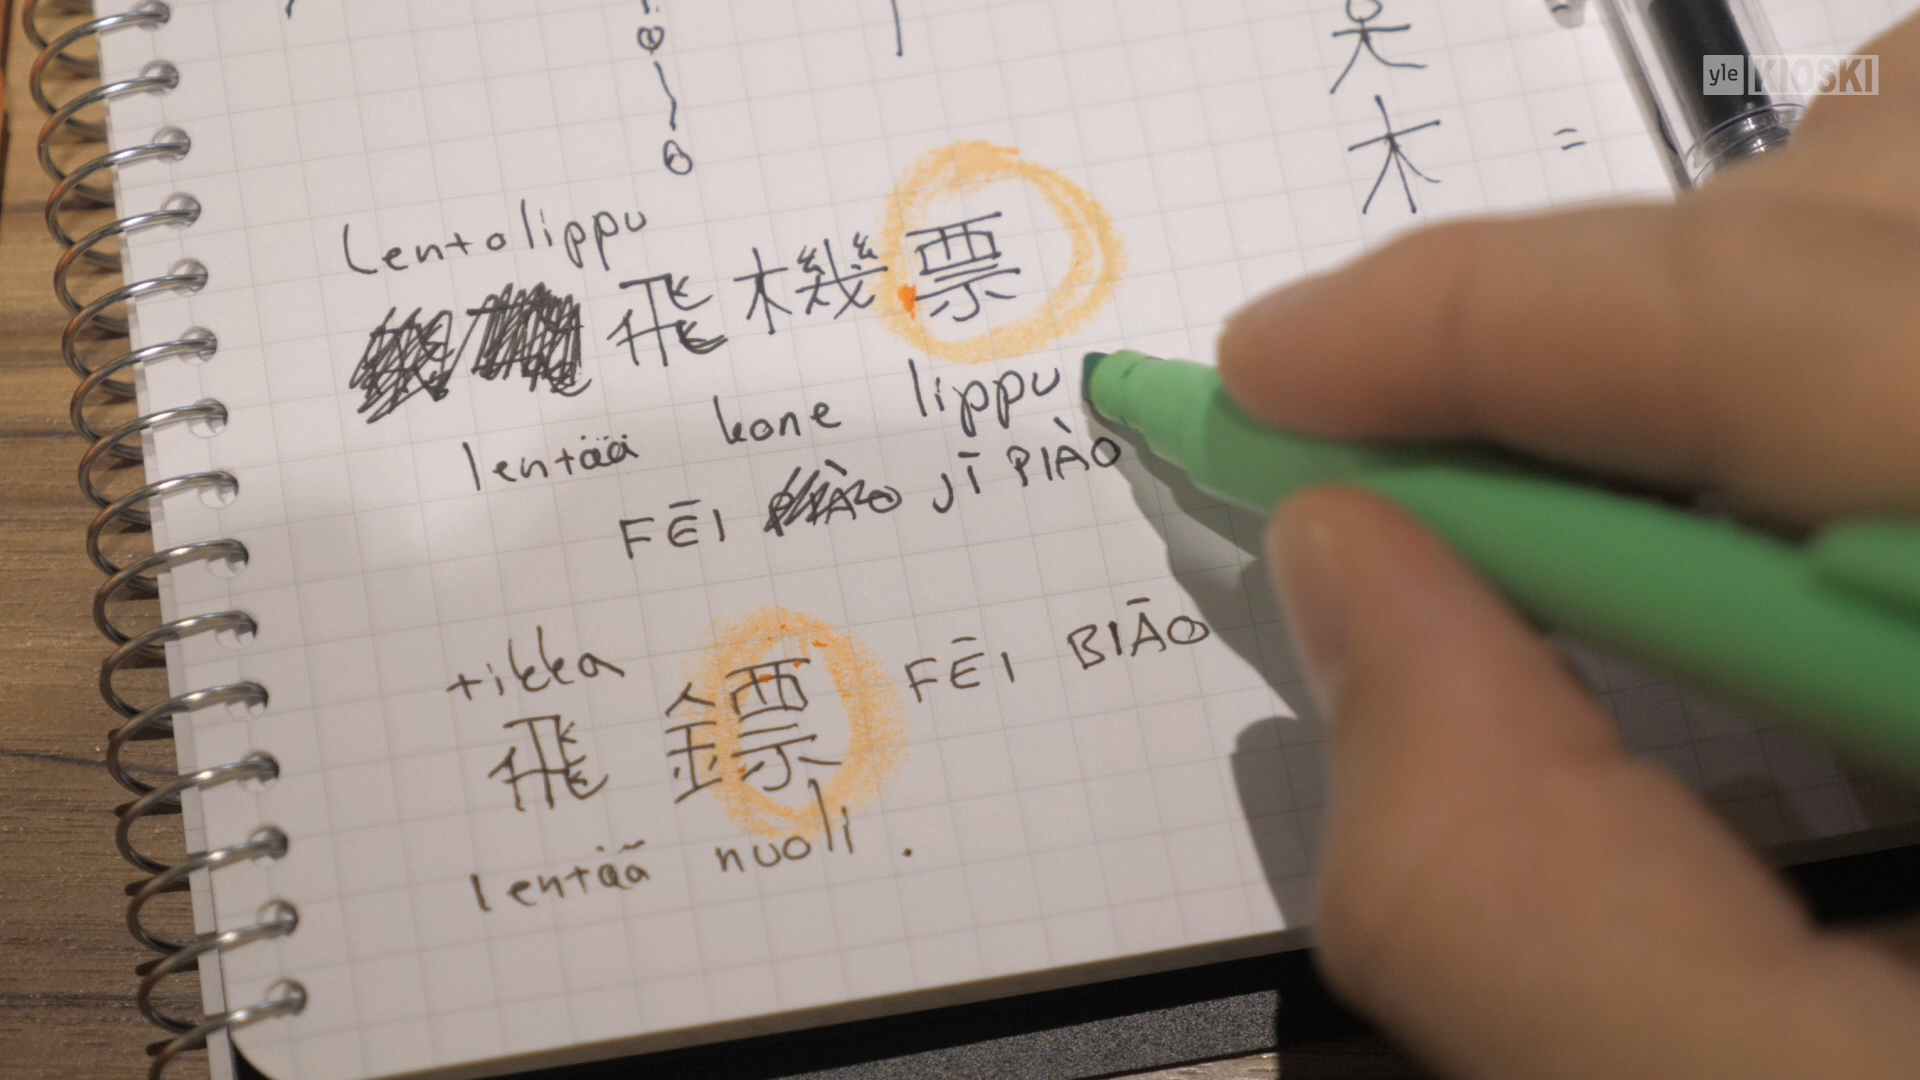 yle KIOSKI
木 =
lentolippu
飛機票
lentää kone lippu
FĒI JĪ PIÀO
tikka
飛鏢 FĒI BIĀO
lentää nuoli.